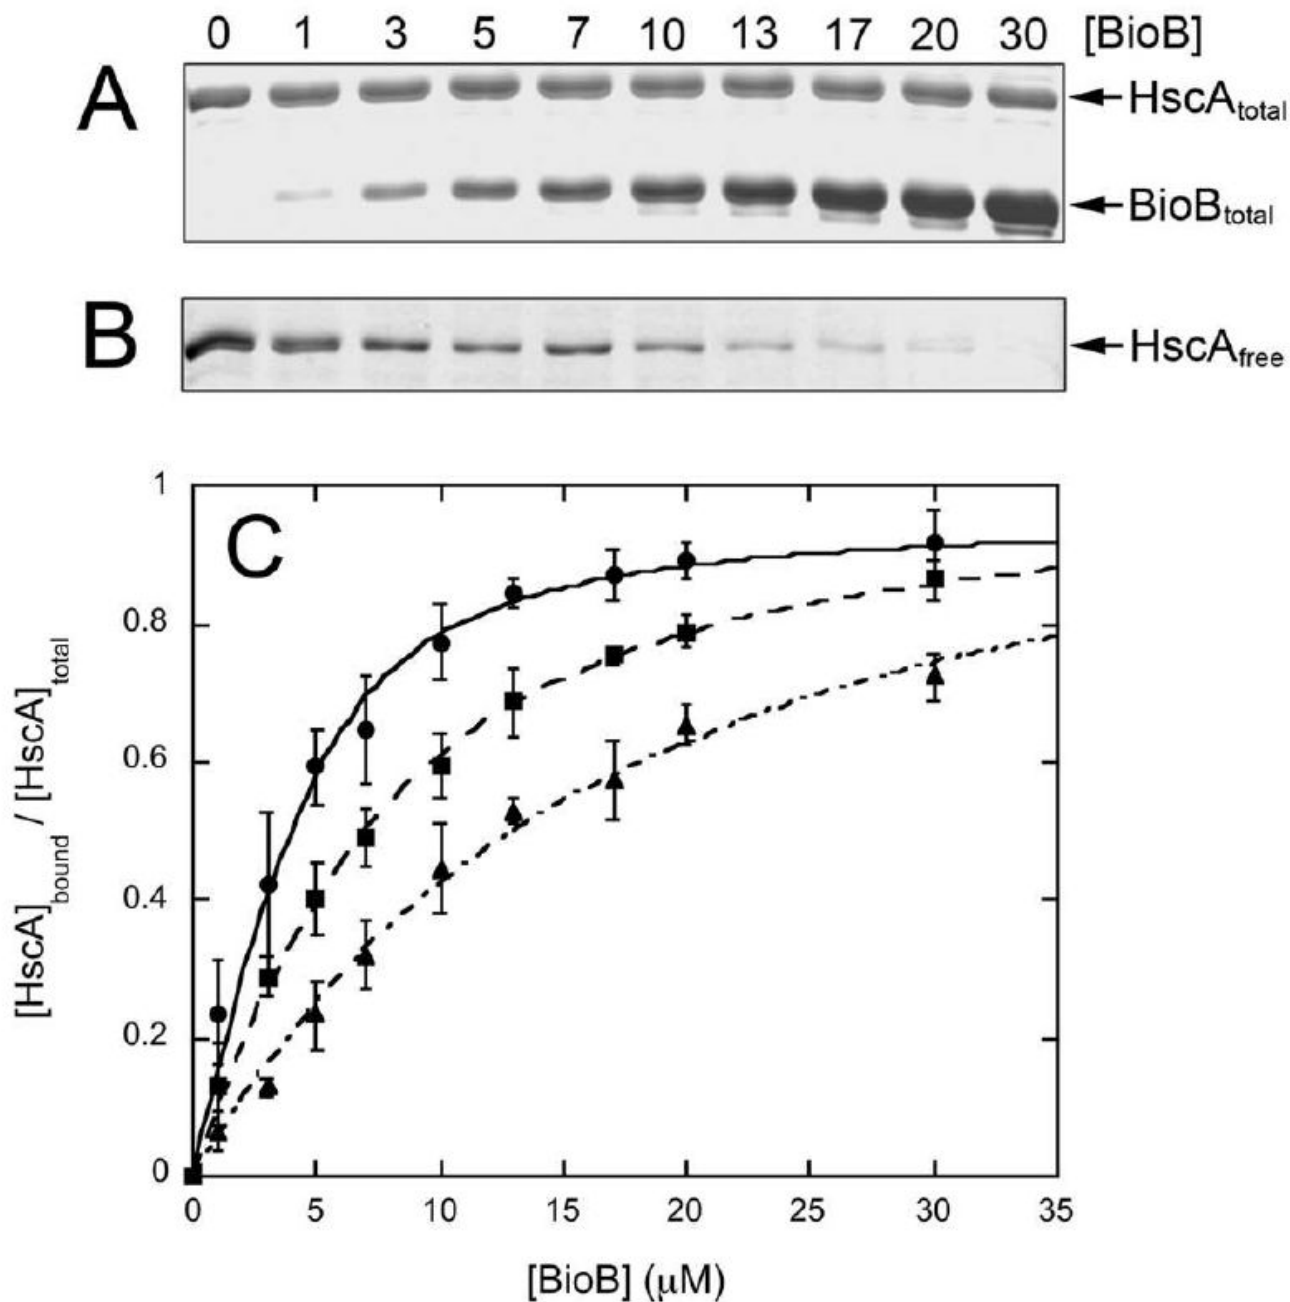 0 1 3 5 7 10 13 17 20 30 [BioB]
A
HscAtotal
BioBtotal
B
HscAfree
C
[HscA]bound / [HscA]total
1
0.8
0.6
0.4
0.2
0
0 5 10 15 20 25 30 35
[BioB] (μM)